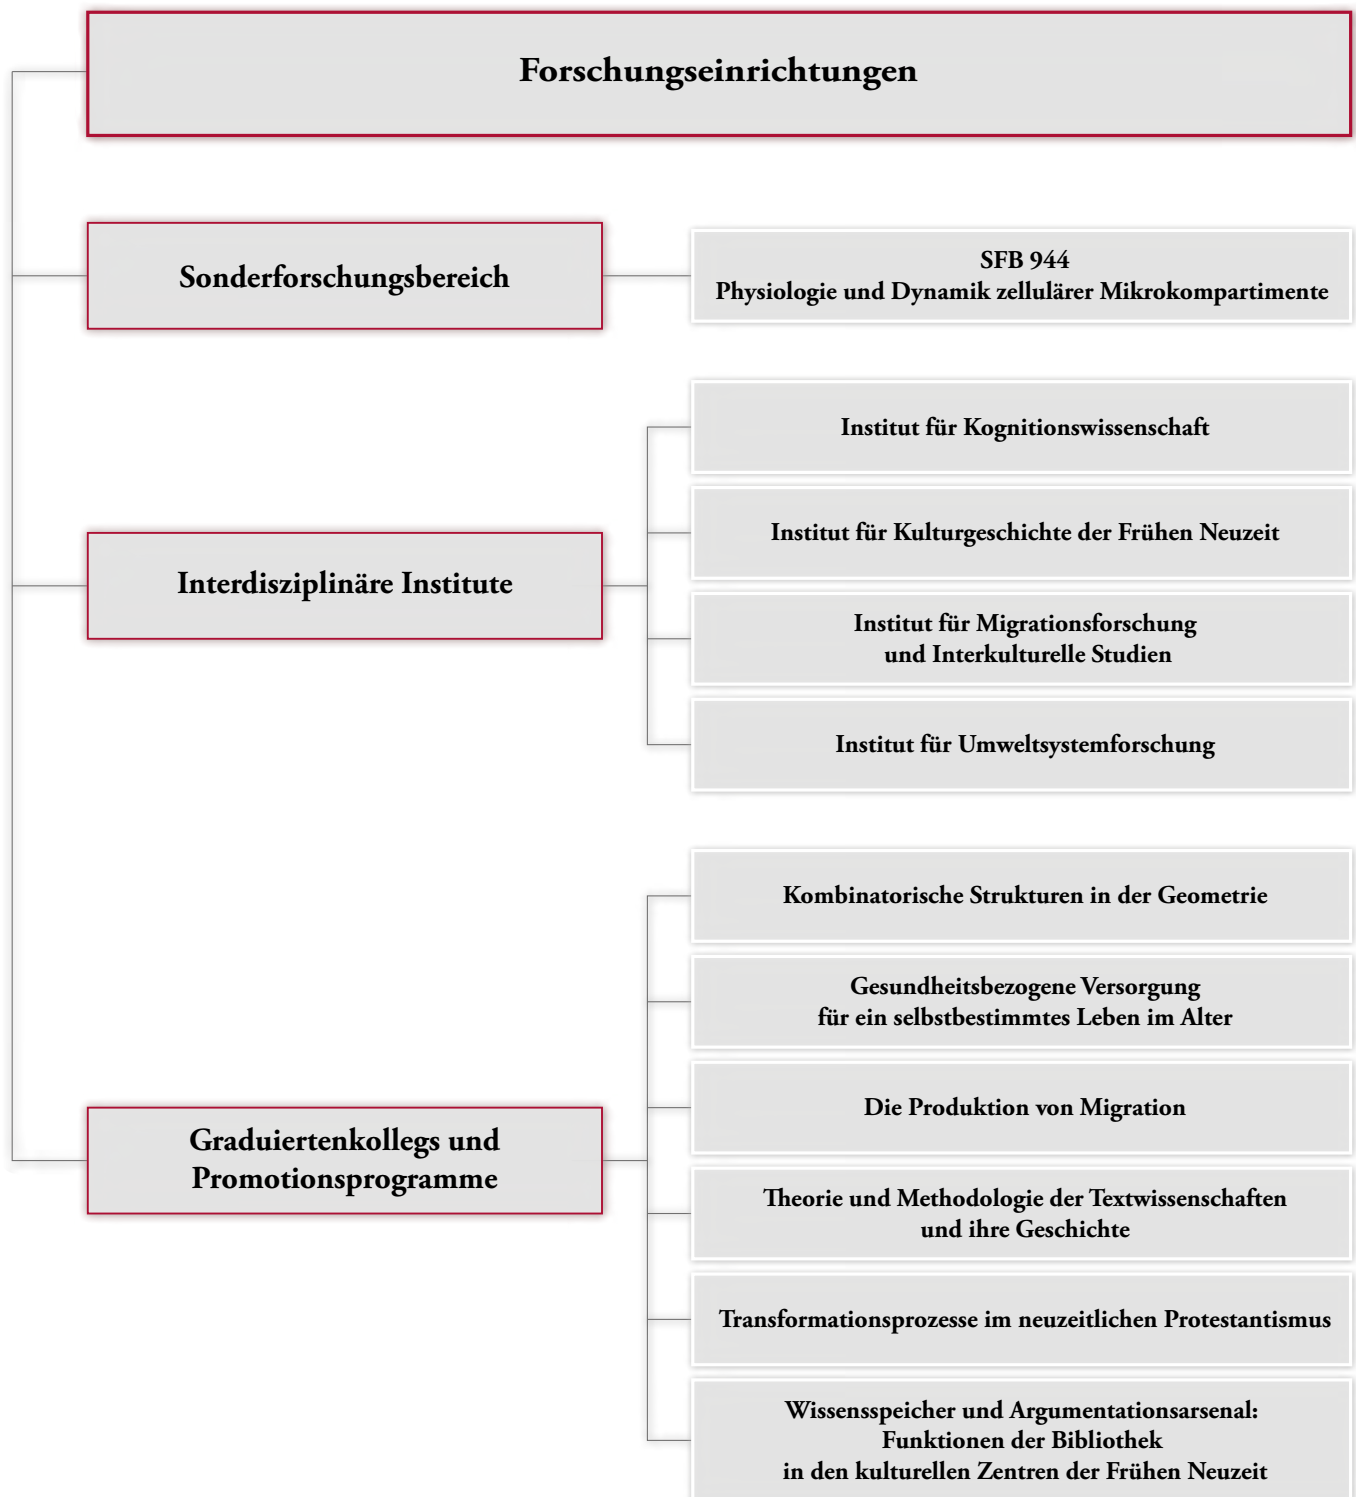 Forschungseinrichtungen
Sonderforschungsbereich
SFB 944
Physiologie und Dynamik zellulärer Mikrokompartimente
Interdisziplinäre Institute
Institut für Kognitionswissenschaft
Institut für Kulturgeschichte der Frühen Neuzeit
Institut für Migrationsforschung
und Interkulturelle Studien
Institut für Umweltsystemforschung
Graduiertenkollegs und
Promotionsprogramme
Kombinatorische Strukturen in der Geometrie
Gesundheitsbezogene Versorgung
für ein selbstbestimmtes Leben im Alter
Die Produktion von Migration
Theorie und Methodologie der Textwissenschaften
und ihre Geschichte
Transformationsprozesse im neuzeitlichen Protestantismus
Wissensspeicher und Argumentationsarsenal:
Funktionen der Bibliothek
in den kulturellen Zentren der Frühen Neuzeit